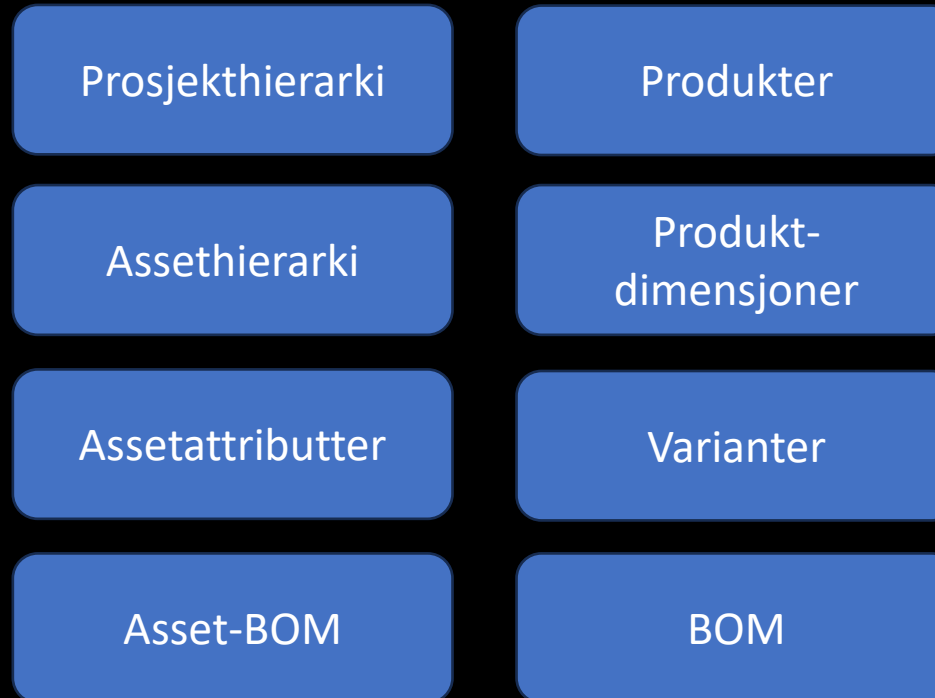 Prosjekthierarki
Produkter
Assethierarki
Produkt-
dimensjoner
Assetattributter
Varianter
Asset-BOM
BOM